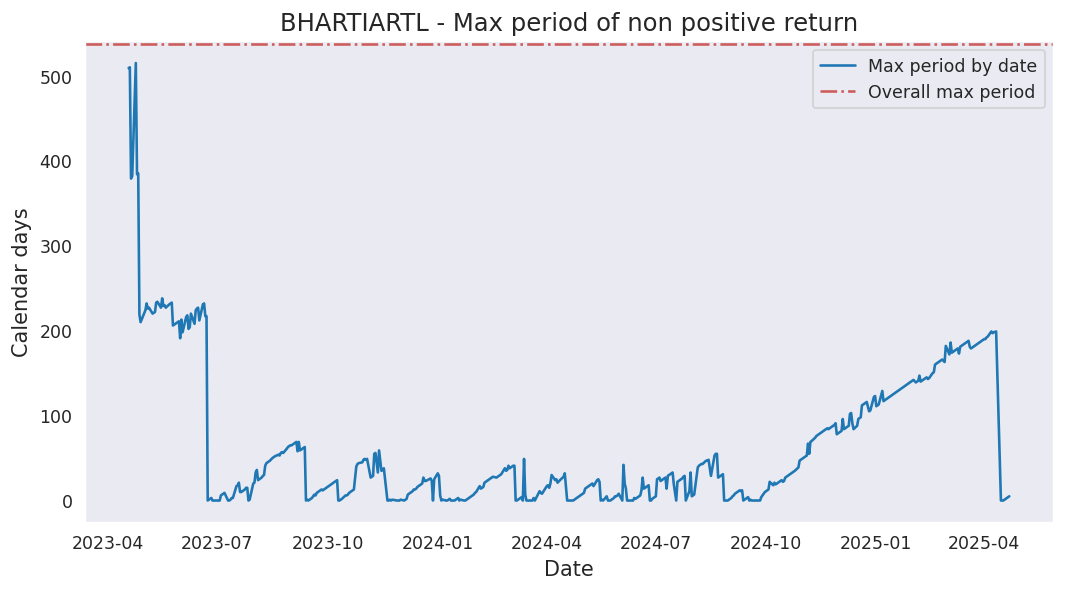 BHARTIARTL - Max period of non positive return
Max period by date
Overall max period
Calendar days
500
400
300
200
100
0
2023-04 2023-07 2023-10 2024-01 2024-04 2024-07 2024-10 2025-01 2025-04
Date